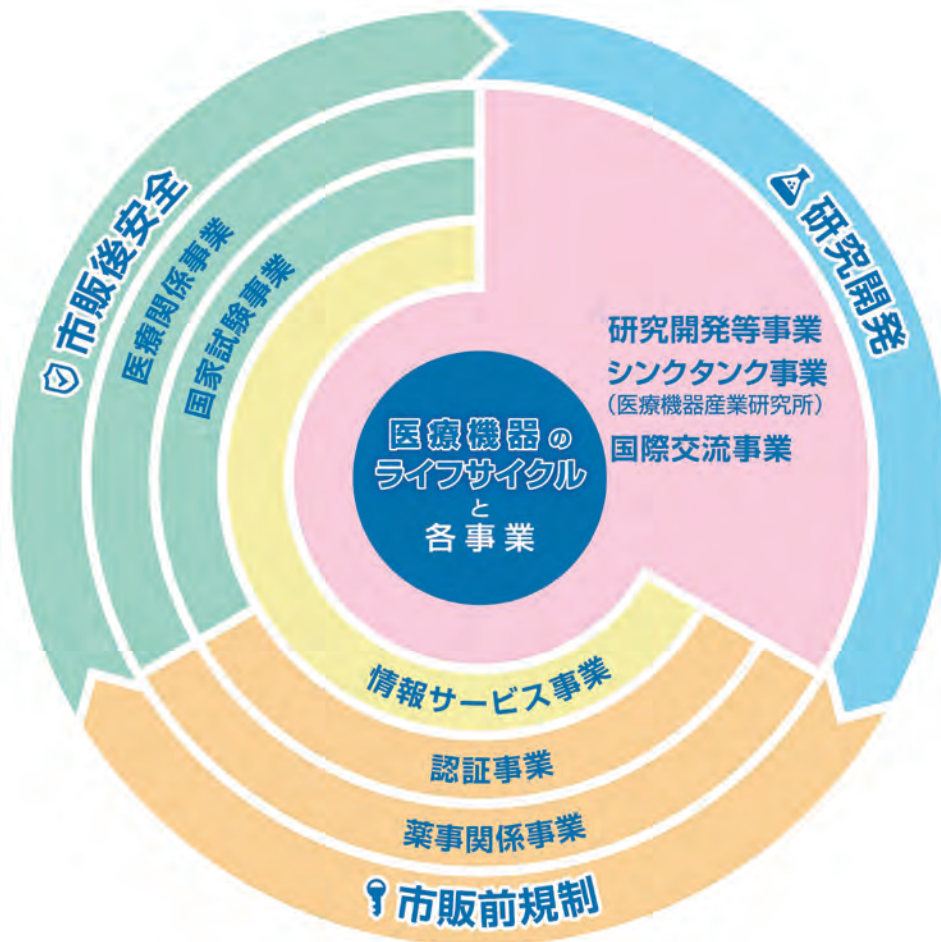 医療機器の
ライフサイクル
と
各事業
研究開発
研究開発等事業
シンクタンク事業
（医療機器産業研究所）
国際交流事業
市販前規制
情報サービス事業
認証事業
薬事関係事業
市販後安全
医療関係事業
国家試験事業